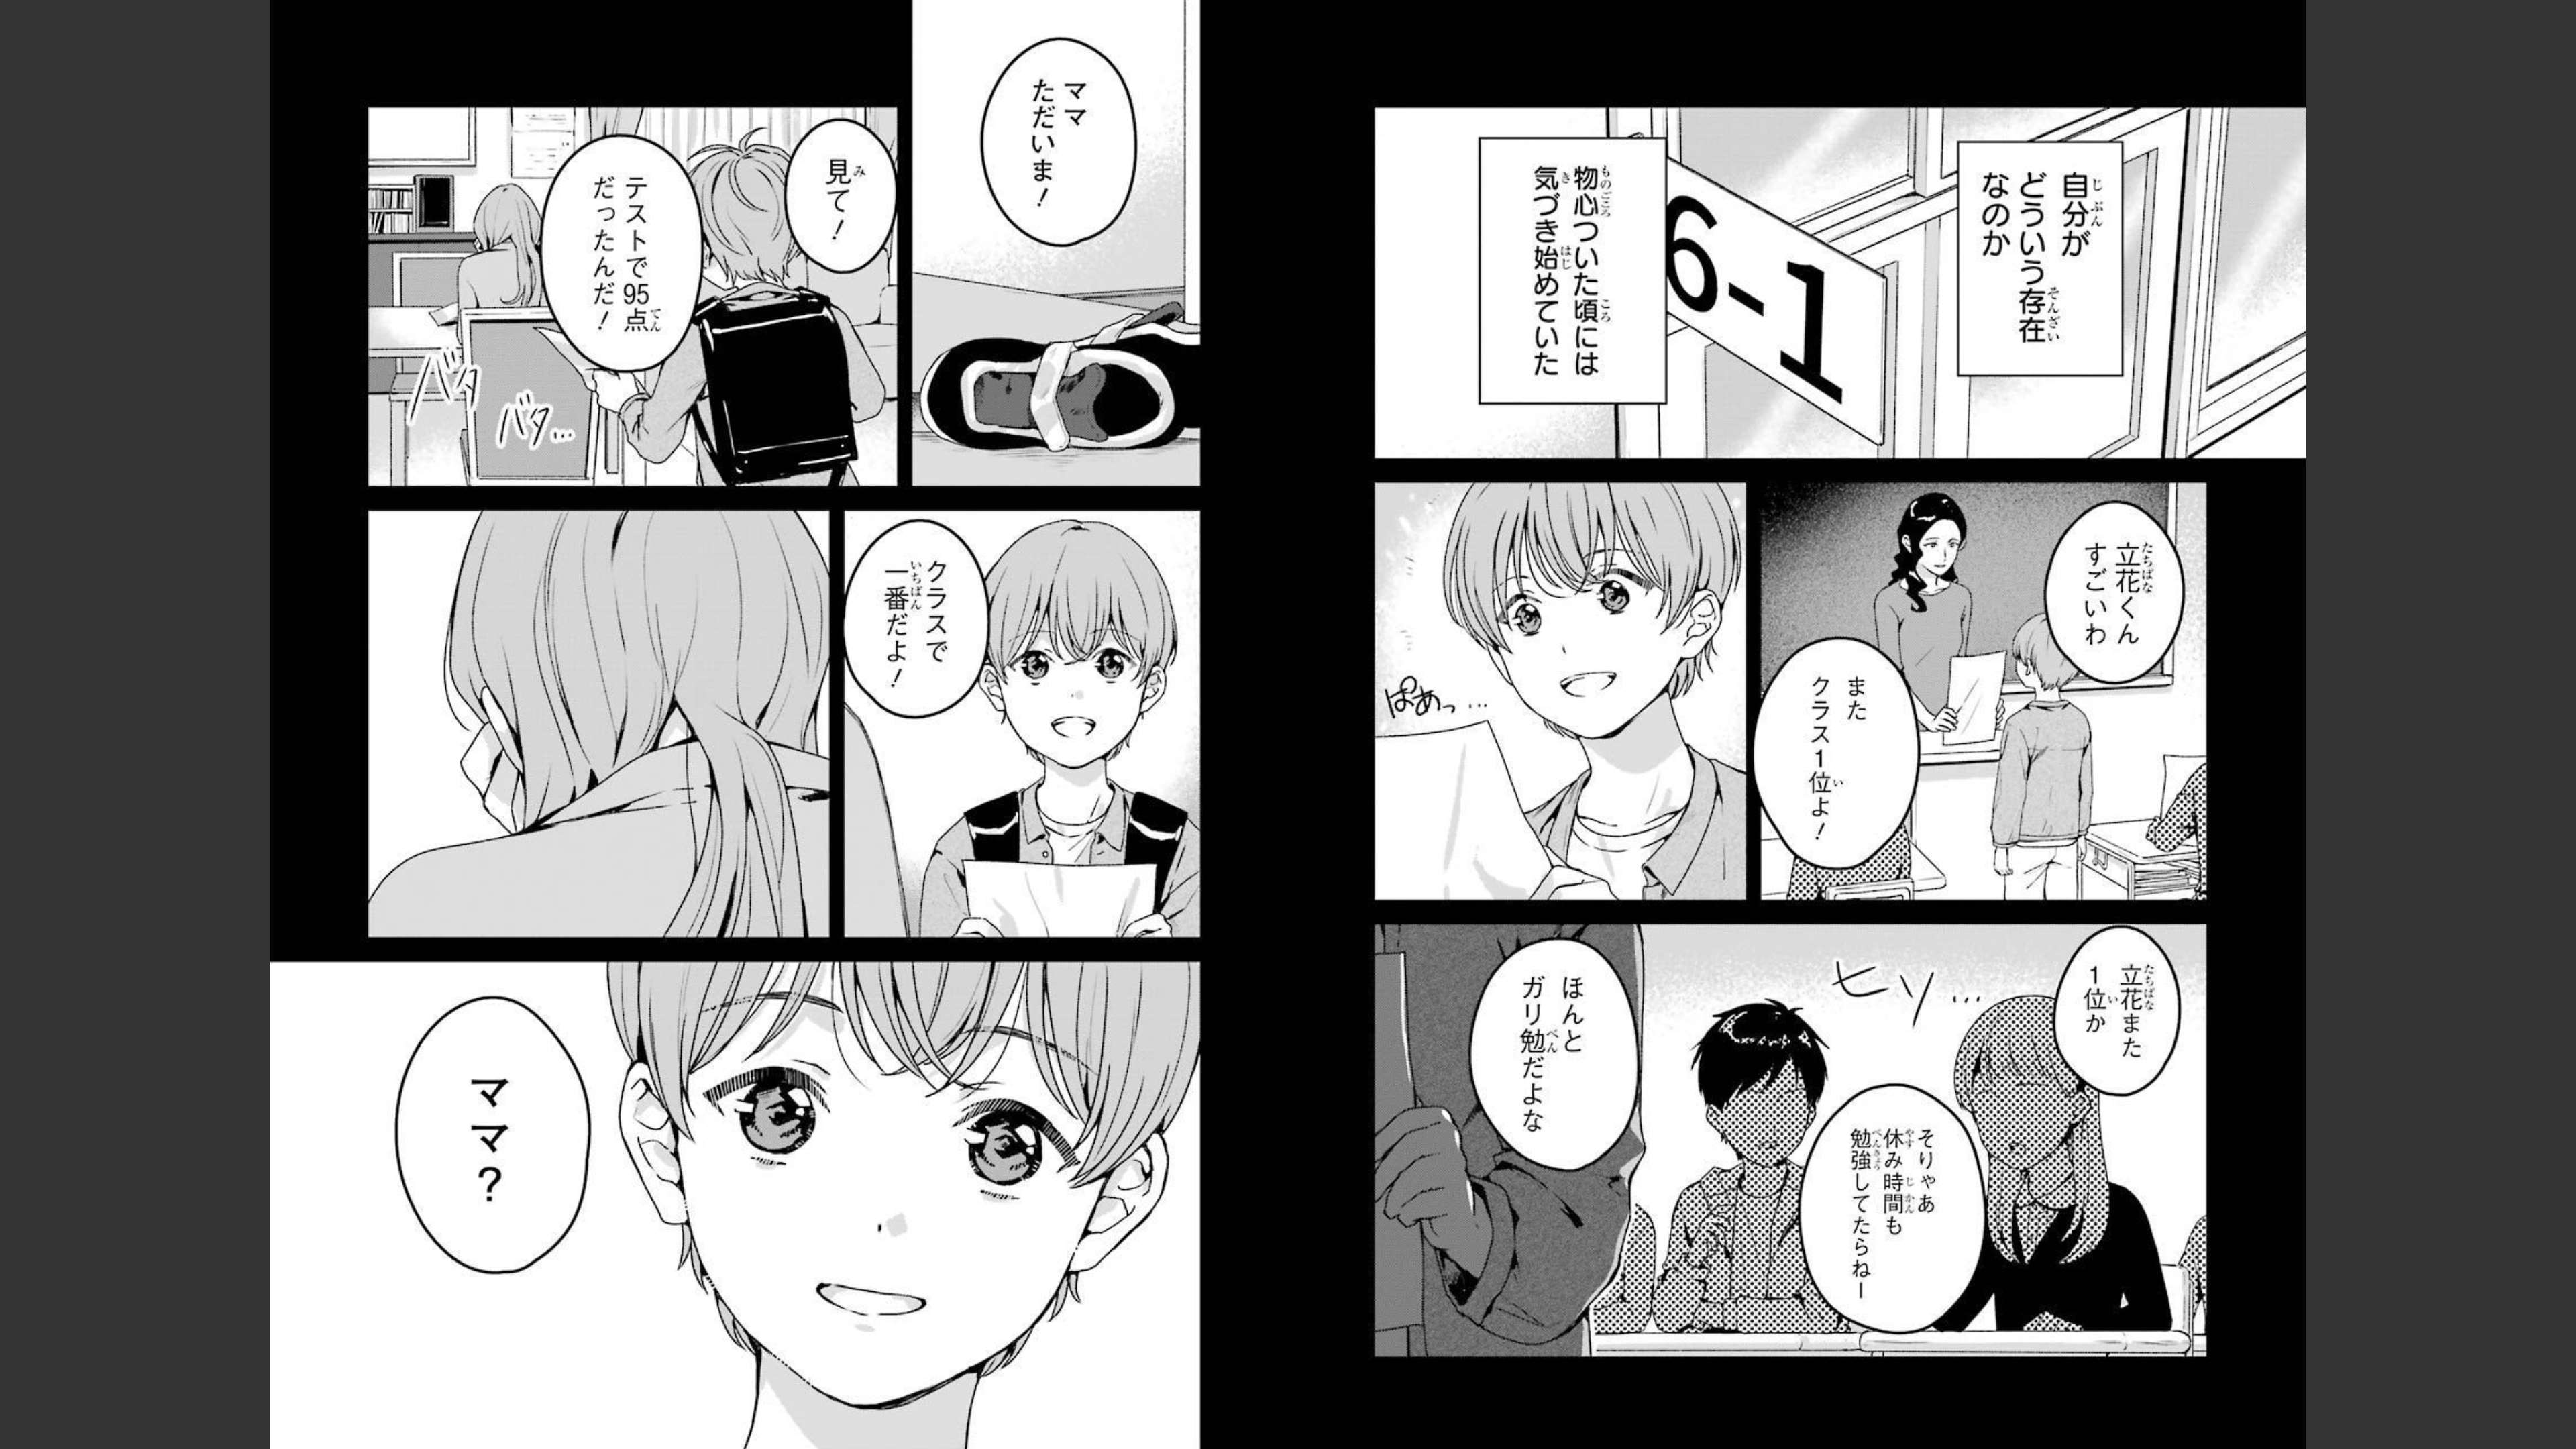 自分が
どういう存在
なのか
物心ついた頃には
気づき始めていた
6-1
立花くん
すごいわ
また
クラス1位よ！
ぱあっ…
立花また
1位か
ヒソ…
そりゃあ
休み時間も
勉強してたらねー
ほんと
ガリ勉だよな
ママ
ただいま！
見て！
テストで95点
だったんだ！
バタ
バタ…
クラスで
一番だよ！
ママ？